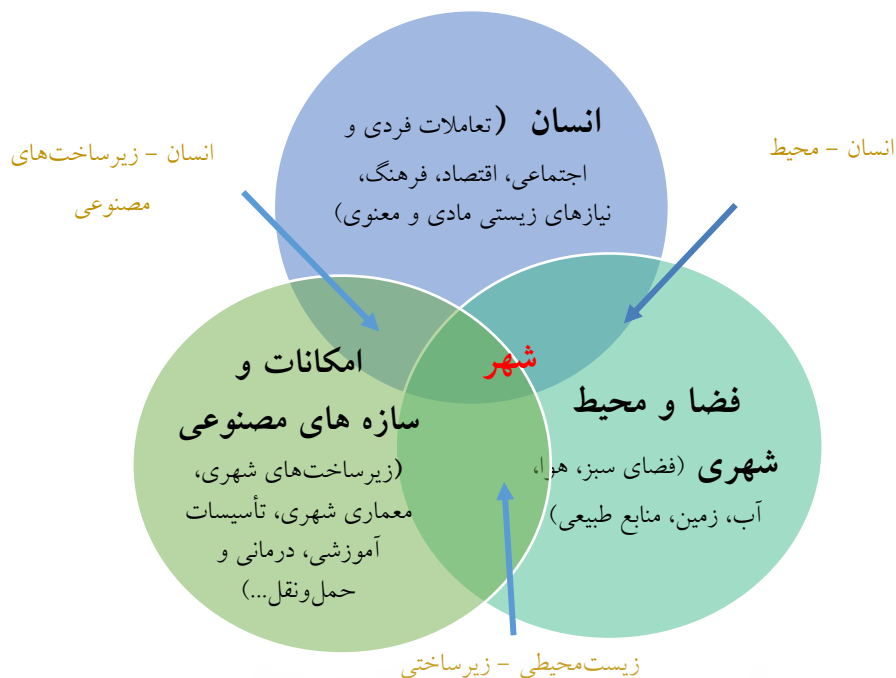 انسان (تعاملات فردی و
اجتماعی، اقتصاد، فرهنگ،
نیازهای زیستی مادی و معنوی)
انسان – محیط
انسان – زیرساخت‌های
مصنوعی
شهر
فضا و محیط
شهری (فضای سبز، هوا،
آب، زمین، منابع طبیعی)
امکانات و
سازه های مصنوعی
(زیرساخت‌های شهری،
معماری شهری، تأسیسات
آموزشی، درمانی و
حمل‌ونقل...)
زیست‌محیطی – زیرساختی